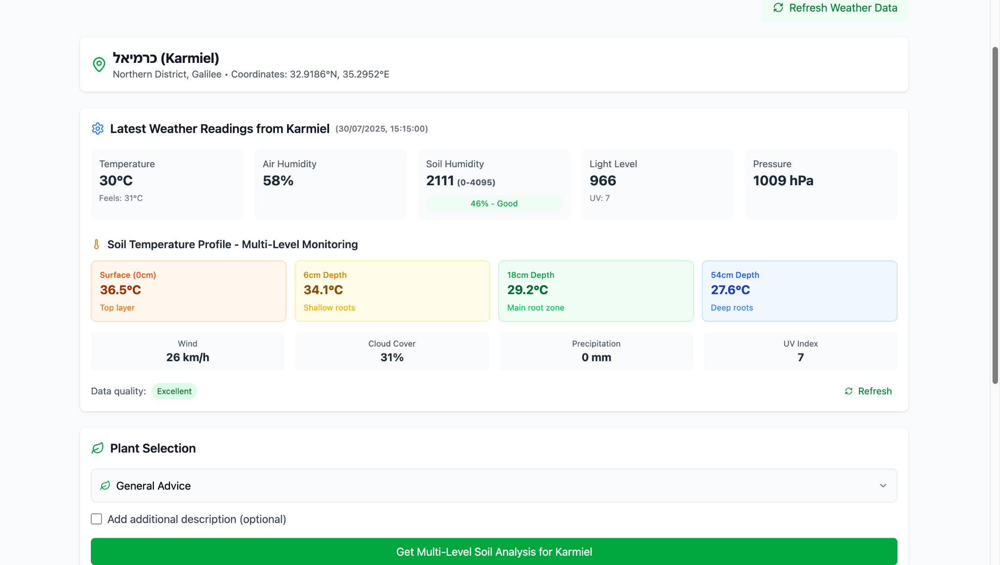 Refresh Weather Data
כרמיאל (Karmiel)
Northern District, Galilee • Coordinates: 32.9186°N, 35.2952°E
Latest Weather Readings from Karmiel (30/07/2025, 15:15:00)
Temperature
30°C
Feels: 31°C
Air Humidity
58%
Soil Humidity
2111 (0-4095)
46% - Good
Light Level
966
UV: 7
Pressure
1009 hPa
Soil Temperature Profile - Multi-Level Monitoring
Surface (0cm)
36.5°C
Top layer
6cm Depth
34.1°C
Shallow roots
18cm Depth
29.2°C
Main root zone
54cm Depth
27.6°C
Deep roots
Wind
26 km/h
Cloud Cover
31%
Precipitation
0 mm
UV Index
7
Data quality: Excellent
Refresh
Plant Selection
General Advice
Add additional description (optional)
Get Multi-Level Soil Analysis for Karmiel